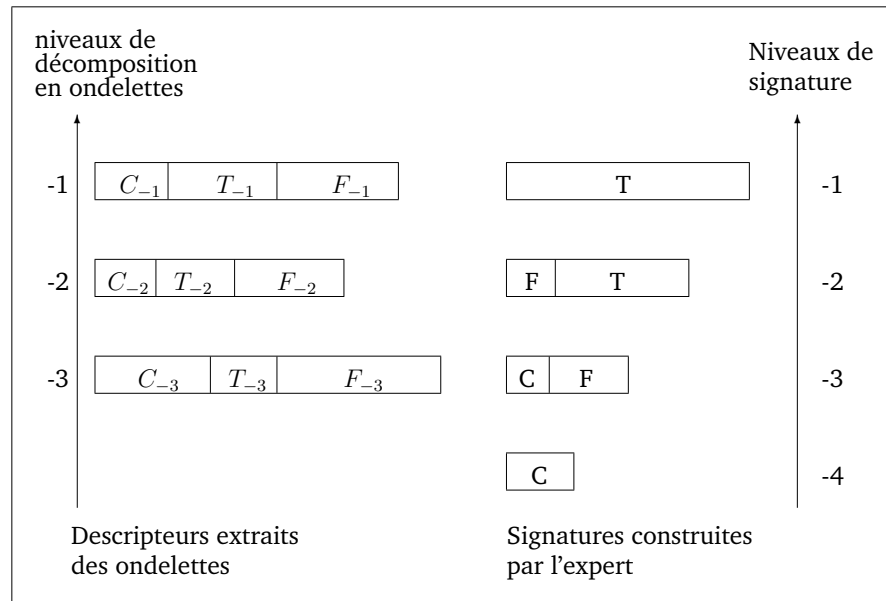 niveaux de
décomposition
en ondelettes
Niveaux de
signature
-1 C₋₁ T₋₁ F₋₁ T -1
-2 C₋₂ T₋₂ F₋₂ F T -2
-3 C₋₃ T₋₃ F₋₃ C F -3
C -4
Descripteurs extraits
des ondelettes
Signatures construites
par l'expert